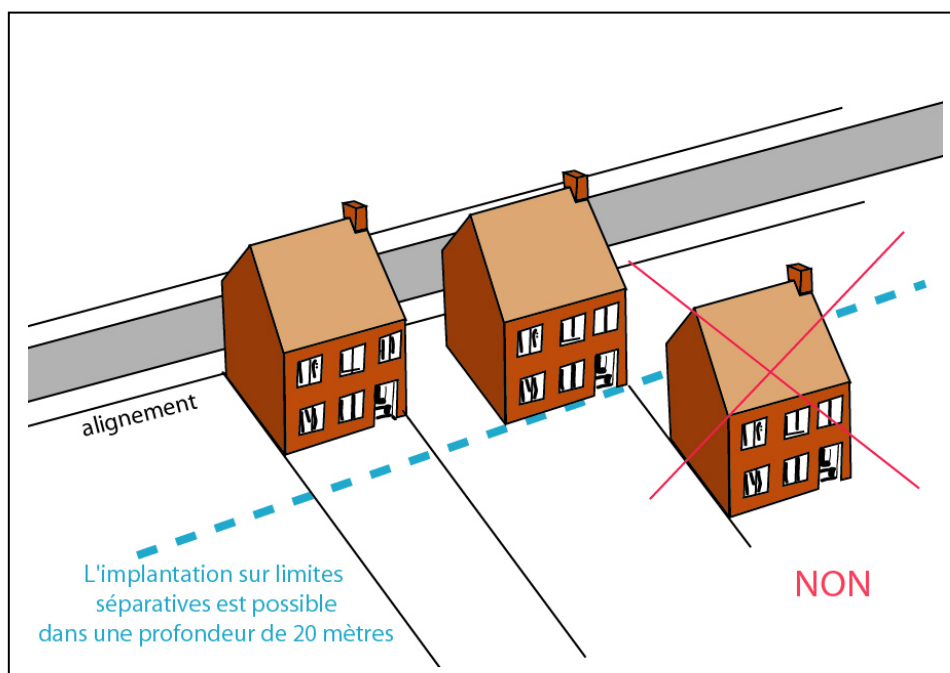 alignement
L'implantation sur limites
séparatives est possible
dans une profondeur de 20 mètres
NON